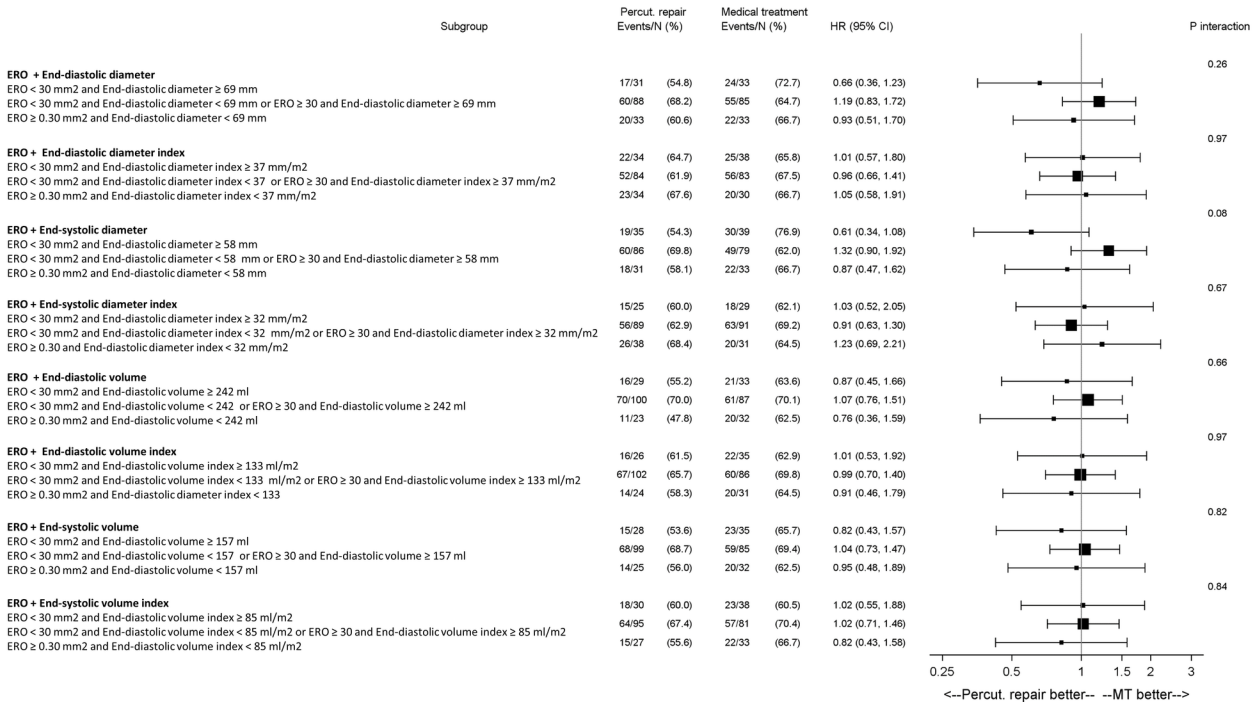 Subgroup Percut. repair Events/N (%) Medical treatment Events/N (%) HR (95% CI) P interaction
ERO + End-diastolic diameter 0.26
ERO < 30 mm2 and End-diastolic diameter ≥ 69 mm 17/31 (54.8) 24/33 (72.7) 0.66 (0.36, 1.23)
ERO < 30 mm2 and End-diastolic diameter < 69 mm or ERO ≥ 30 and End-diastolic diameter ≥ 69 mm 60/88 (68.2) 55/85 (64.7) 1.19 (0.83, 1.72)
ERO ≥ 0.30 mm2 and End-diastolic diameter < 69 mm 20/33 (60.6) 22/33 (66.7) 0.93 (0.51, 1.70)
ERO + End-diastolic diameter index 0.97
ERO < 30 mm2 and End-diastolic diameter index ≥ 37 mm/m2 22/34 (64.7) 25/38 (65.8) 1.01 (0.57, 1.80)
ERO < 30 mm2 and End-diastolic diameter index < 37 or ERO ≥ 30 and End-diastolic diameter index ≥ 37 mm/m2 52/84 (61.9) 56/83 (67.5) 0.96 (0.66, 1.41)
ERO ≥ 0.30 mm2 and End-diastolic diameter index < 37 mm/m2 23/34 (67.6) 20/30 (66.7) 1.05 (0.58, 1.91)
ERO + End-systolic diameter 0.08
ERO < 30 mm2 and End-diastolic diameter ≥ 58 mm 19/35 (54.3) 30/39 (76.9) 0.61 (0.34, 1.08)
ERO < 30 mm2 and End-diastolic diameter < 58 mm or ERO ≥ 30 and End-diastolic diameter ≥ 58 mm 60/86 (69.8) 49/79 (62.0) 1.32 (0.90, 1.92)
ERO ≥ 0.30 mm2 and End-diastolic diameter < 58 mm 18/31 (58.1) 22/33 (66.7) 0.87 (0.47, 1.62)
ERO + End-systolic diameter index 0.67
ERO < 30 mm2 and End-diastolic diameter index ≥ 32 mm/m2 15/25 (60.0) 18/29 (62.1) 1.03 (0.52, 2.05)
ERO < 30 mm2 and End-diastolic diameter index < 32 mm/m2 or ERO ≥ 30 and End-diastolic diameter index ≥ 32 mm/m2 56/89 (62.9) 63/91 (69.2) 0.91 (0.63, 1.30)
ERO ≥ 0.30 and End-diastolic diameter index < 32 mm/m2 26/38 (68.4) 20/31 (64.5) 1.23 (0.69, 2.21)
ERO + End-diastolic volume 0.66
ERO < 30 mm2 and End-diastolic volume ≥ 242 ml 16/29 (55.2) 21/33 (63.6) 0.87 (0.45, 1.66)
ERO < 30 mm2 and End-diastolic volume < 242 or ERO ≥ 30 and End-diastolic volume ≥ 242 ml 70/100 (70.0) 61/87 (70.1) 1.07 (0.76, 1.51)
ERO ≥ 0.30 mm2 and End-diastolic volume < 242 ml 11/23 (47.8) 20/32 (62.5) 0.76 (0.36, 1.59)
ERO + End-diastolic volume index 0.97
ERO < 30 mm2 and End-diastolic volume index ≥ 133 ml/m2 16/26 (61.5) 22/35 (62.9) 1.01 (0.53, 1.92)
ERO < 30 mm2 and End-diastolic volume index < 133 ml/m2 or ERO ≥ 30 and End-diastolic volume index ≥ 133 ml/m2 67/102 (65.7) 60/86 (69.8) 0.99 (0.70, 1.40)
ERO ≥ 0.30 mm2 and End-diastolic diameter index < 133 14/24 (58.3) 20/31 (64.5) 0.91 (0.46, 1.79)
ERO + End-systolic volume 0.82
ERO < 30 mm2 and End-diastolic volume ≥ 157 ml 15/28 (53.6) 23/35 (65.7) 0.82 (0.43, 1.57)
ERO < 30 mm2 and End-diastolic volume < 157 or ERO ≥ 30 and End-diastolic volume ≥ 157 ml 68/99 (68.7) 59/85 (69.4) 1.04 (0.73, 1.47)
ERO ≥ 0.30 mm2 and End-diastolic volume < 157 ml 14/25 (56.0) 20/32 (62.5) 0.95 (0.48, 1.89)
ERO + End-systolic volume index 0.84
ERO < 30 mm2 and End-diastolic volume index ≥ 85 ml/m2 18/30 (60.0) 23/38 (60.5) 1.02 (0.55, 1.88)
ERO < 30 mm2 and End-diastolic volume index < 85 ml/m2 or ERO ≥ 30 and End-diastolic volume index ≥ 85 ml/m2 64/95 (67.4) 57/81 (70.4) 1.02 (0.71, 1.46)
ERO ≥ 0.30 mm2 and End-diastolic volume index < 85 ml/m2 15/27 (55.6) 22/33 (66.7) 0.82 (0.43, 1.58)
0.25 0.5 1 1.5 2 3
<--Percut. repair better-- --MT better-->